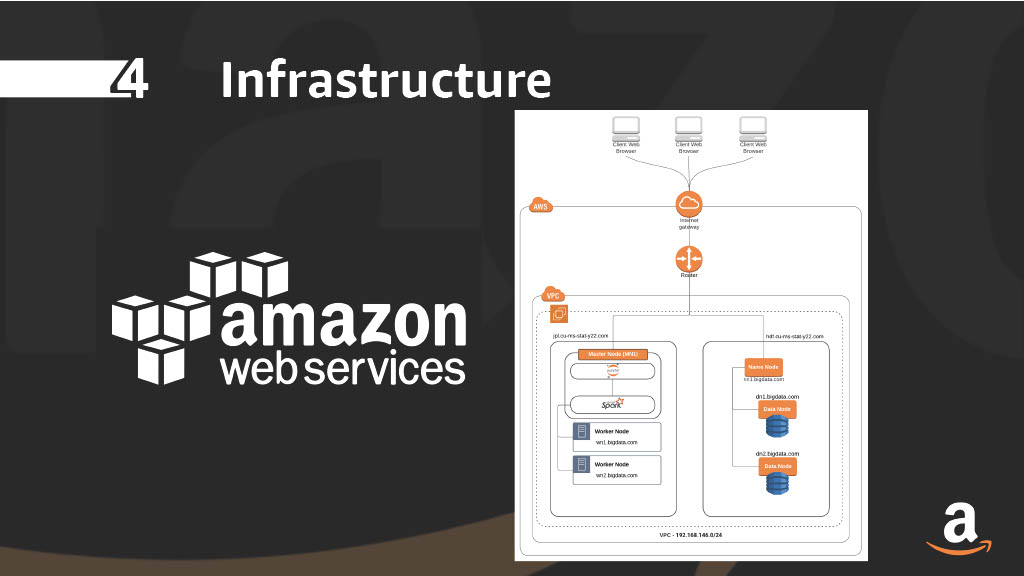 4 Infrastructure
Client Web
Browser
Client Web
Browser
Client Web
Browser
AWS
Internet
gateway
Router
VPC
jpl.cu-ms-stat-y22.com
hdf.cu-ms-stat-y22.com
Master Node (MN1)
jupyter
Spark
Worker Node
wn1.bigdata.com
Worker Node
wn2.bigdata.com
Name Node
nn1.bigdata.com
dn1.bigdata.com
Data Node
dn2.bigdata.com
Data Node
VPC - 192.168.146.0/24
amazon
web services
a